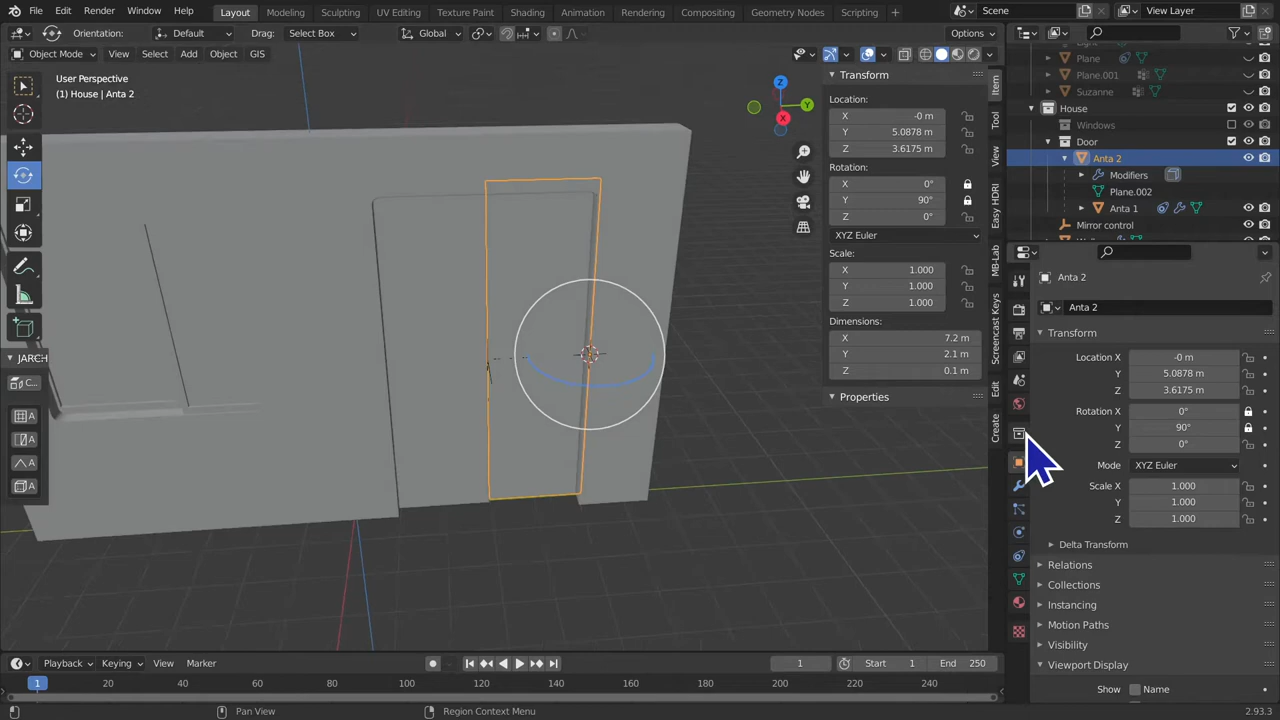 File Edit Render Window Help Layout Modeling Sculpting UV Editing Texture Paint Shading Animation Rendering Compositing Geometry Nodes Scripting + Scene View Layer
Orientation: Default Drag: Select Box Global Options
Object Mode View Select Add Object GIS
User Perspective
(1) House | Anta 2
Z
Y
X
JARCH
C...
A
A
A
A
Transform
Location:
X -0 m
Y 5.0878 m
Z 3.6175 m
Rotation:
X 0°
Y 90°
Z 0°
XYZ Euler
Scale:
X 1.000
Y 1.000
Z 1.000
Dimensions:
X 7.2 m
Y 2.1 m
Z 0.1 m
Properties
Item
Tool
View
Easy HDRI
MB-Lab
Screencast Keys
Edit
Create
Light
Plane
Plane.001
Suzanne
House
Windows
Door
Anta 2
Modifiers
Plane.002
Anta 1
Mirror control
Anta 2
Anta 2
Transform
Location X -0 m
Y 5.0878 m
Z 3.6175 m
Rotation X 0°
Y 90°
Z 0°
Mode XYZ Euler
Scale X 1.000
Y 1.000
Z 1.000
Delta Transform
Relations
Collections
Instancing
Motion Paths
Visibility
Viewport Display
Show Name
Playback Keying View Marker 1 Start 1 End 250
1 20 40 60 80 100 120 140 160 180 200 220 240
Pan View Region Context Menu 2.93.3